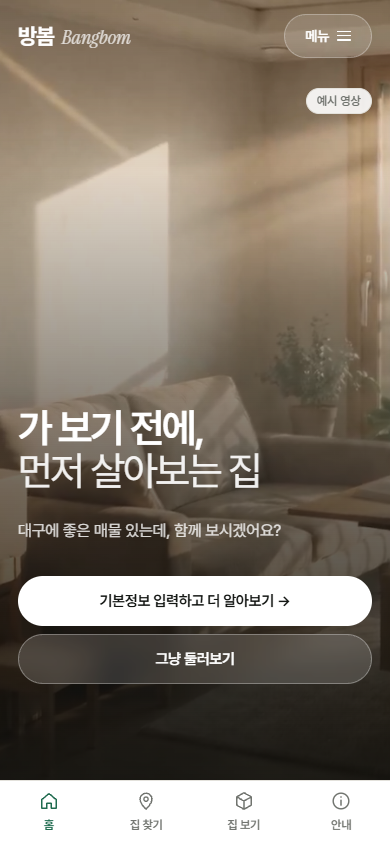 방봄 Bangbom
메뉴
예시 영상
가 보기 전에,
먼저 살아보는 집
대구에 좋은 매물 있는데, 함께 보시겠어요?
기본정보 입력하고 더 알아보기 →
그냥 둘러보기
홈
집 찾기
집 보기
안내